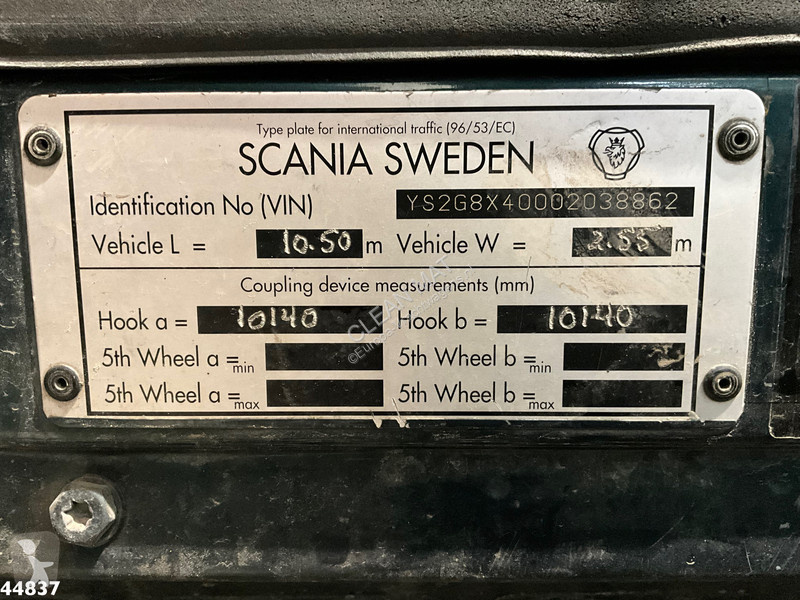 Type plate for international traffic (96/53/EC)
SCANIA SWEDEN
Identification No (VIN) YS2G8X40002038862
Vehicle L = 10.50 m Vehicle W = 2.55 m
Coupling device measurements (mm)
Hook a = 10140 Hook b = 10140
5th Wheel a = min 5th Wheel b = min
5th Wheel a = max 5th Wheel b = max
CLEAN MAT
44837